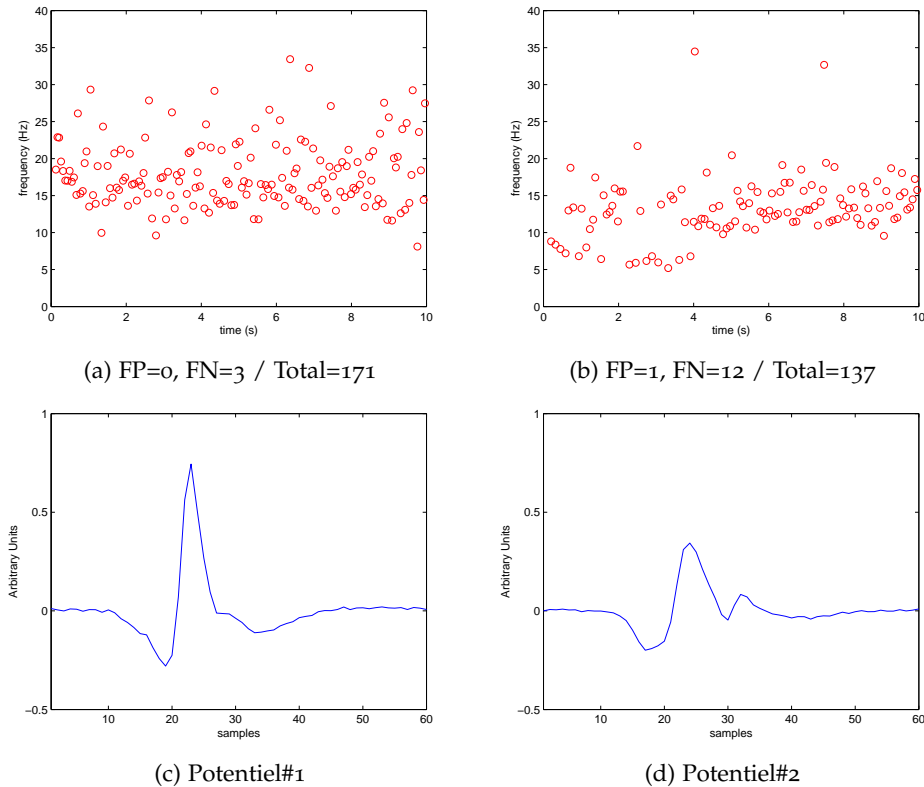 40
35
30
25
20
15
10
5
0
frequency (Hz)
0 2 4 6 8 10
time (s)
(a) FP=0, FN=3 / Total=171
40
35
30
25
20
15
10
5
0
frequency (Hz)
0 2 4 6 8 10
time (s)
(b) FP=1, FN=12 / Total=137
1
0.5
0
−0.5
Arbitrary Units
10 20 30 40 50 60
samples
(c) Potentiel#1
1
0.5
0
−0.5
Arbitrary Units
10 20 30 40 50 60
samples
(d) Potentiel#2